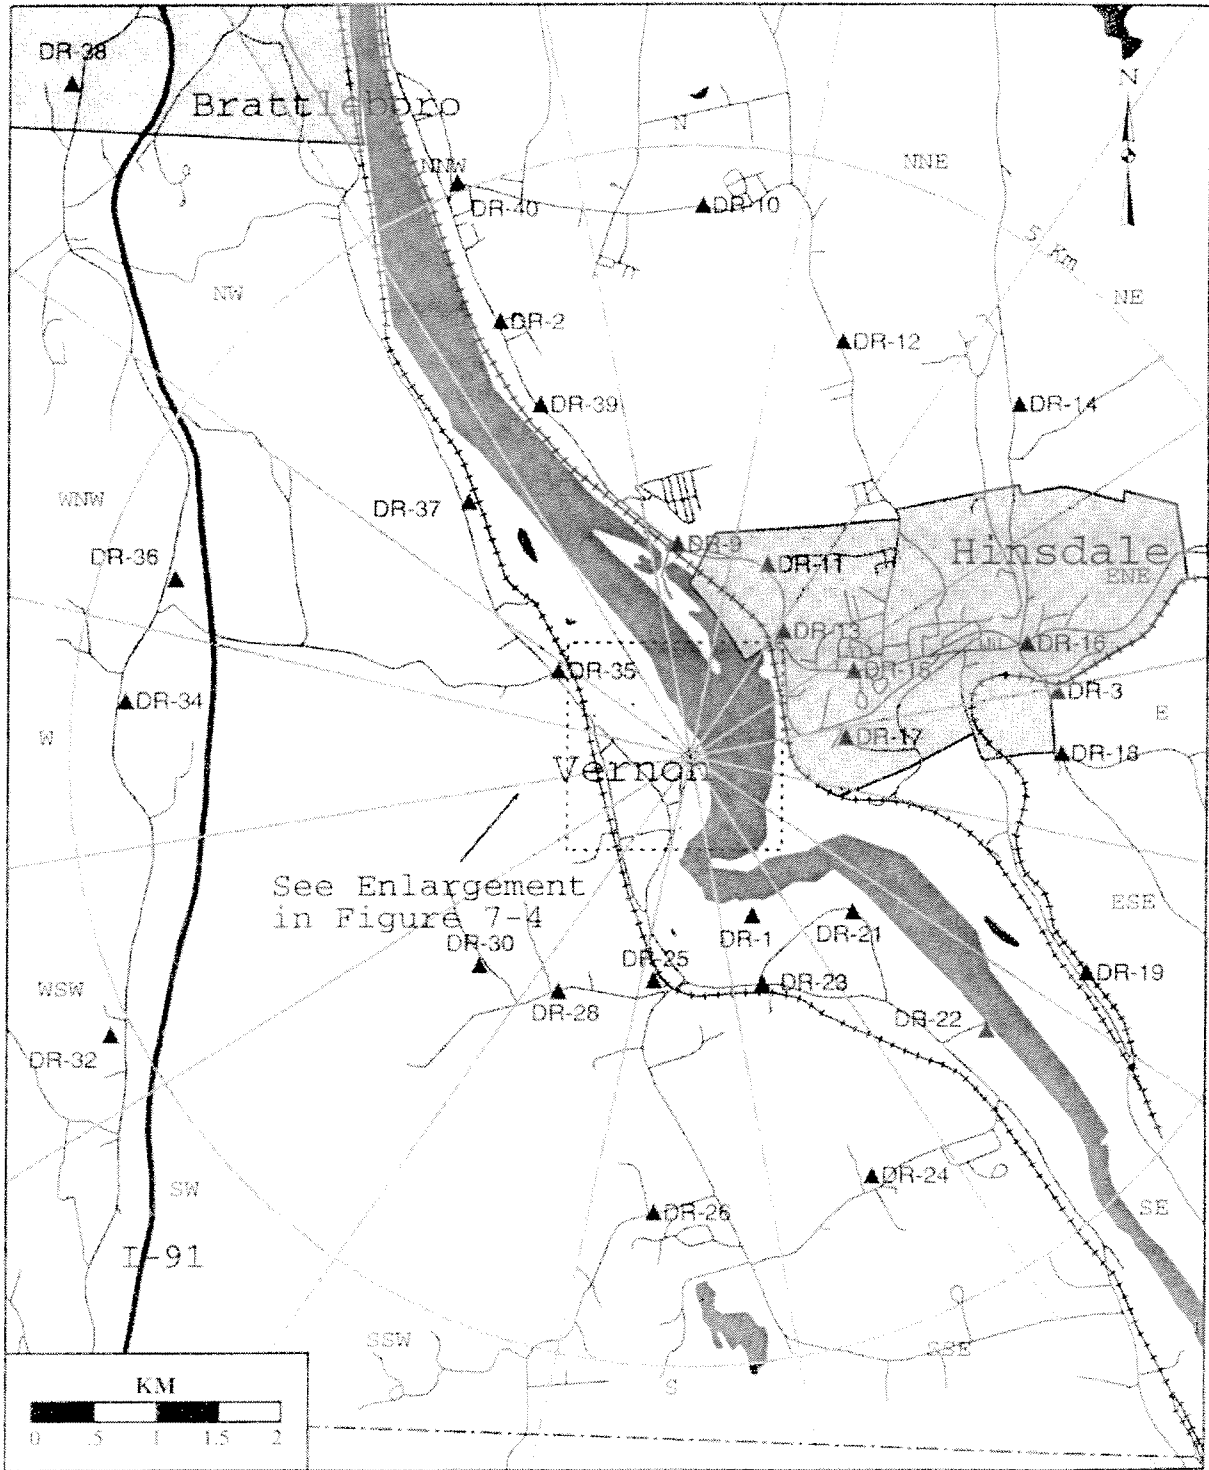 DR-38
Brattleboro
N
N
NNW
NNE
DR-40
DR-10
5 Km
NW
NE
DR-2
DR-12
DR-39
DR-14
WNW
DR-37
DR-9
Hinsdale
DR-36
DR-11
ENE
DR-13
DR-16
DR-35
DR-15
DR-34
DR-3
W
E
DR-17
DR-18
Vernon
See Enlargement
in Figure 7-4
ESE
DR-30
DR-1
DR-21
DR-25
DR-19
WSW
DR-28
DR-23
DR-22
DR-32
DR-24
SW
DR-26
SE
I-91
SSW
SSE
S
KM
0 .5 1 1.5 2